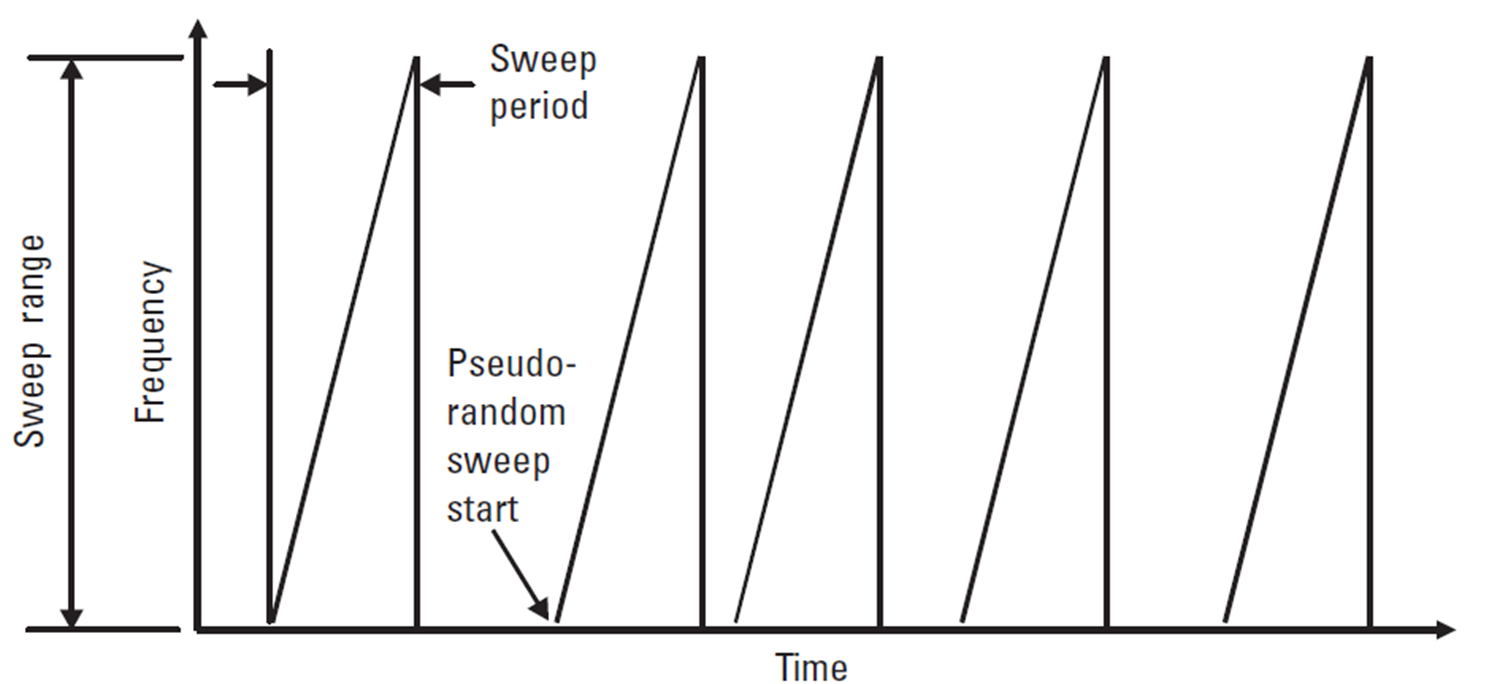 Sweep
period
Sweep range
Frequency
Pseudo-
random
sweep
start
Time